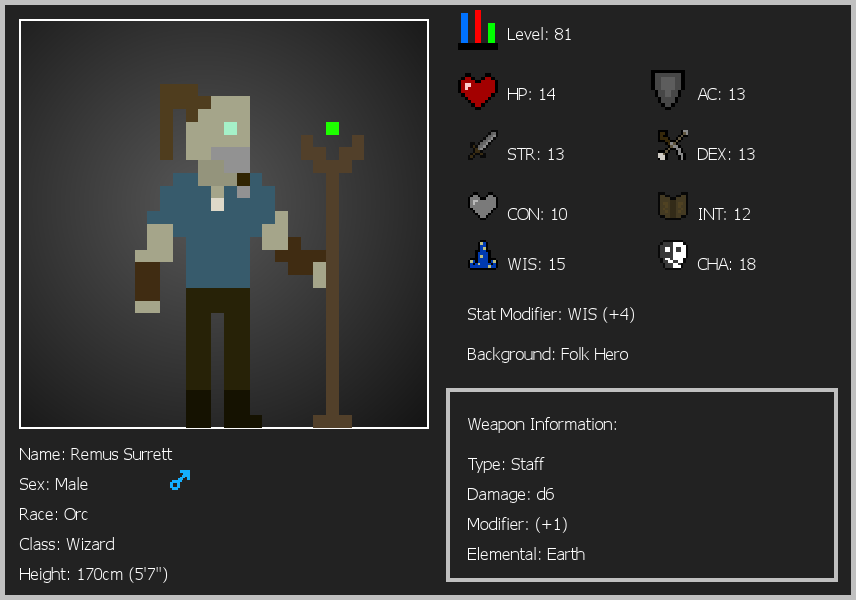 Level: 81
HP: 14
AC: 13
STR: 13
DEX: 13
CON: 10
INT: 12
WIS: 15
CHA: 18
Stat Modifier: WIS (+4)
Background: Folk Hero
Weapon Information:
Type: Staff
Damage: d6
Modifier: (+1)
Elemental: Earth
Name: Remus Surrett
Sex: Male
Race: Orc
Class: Wizard
Height: 170cm (5'7")